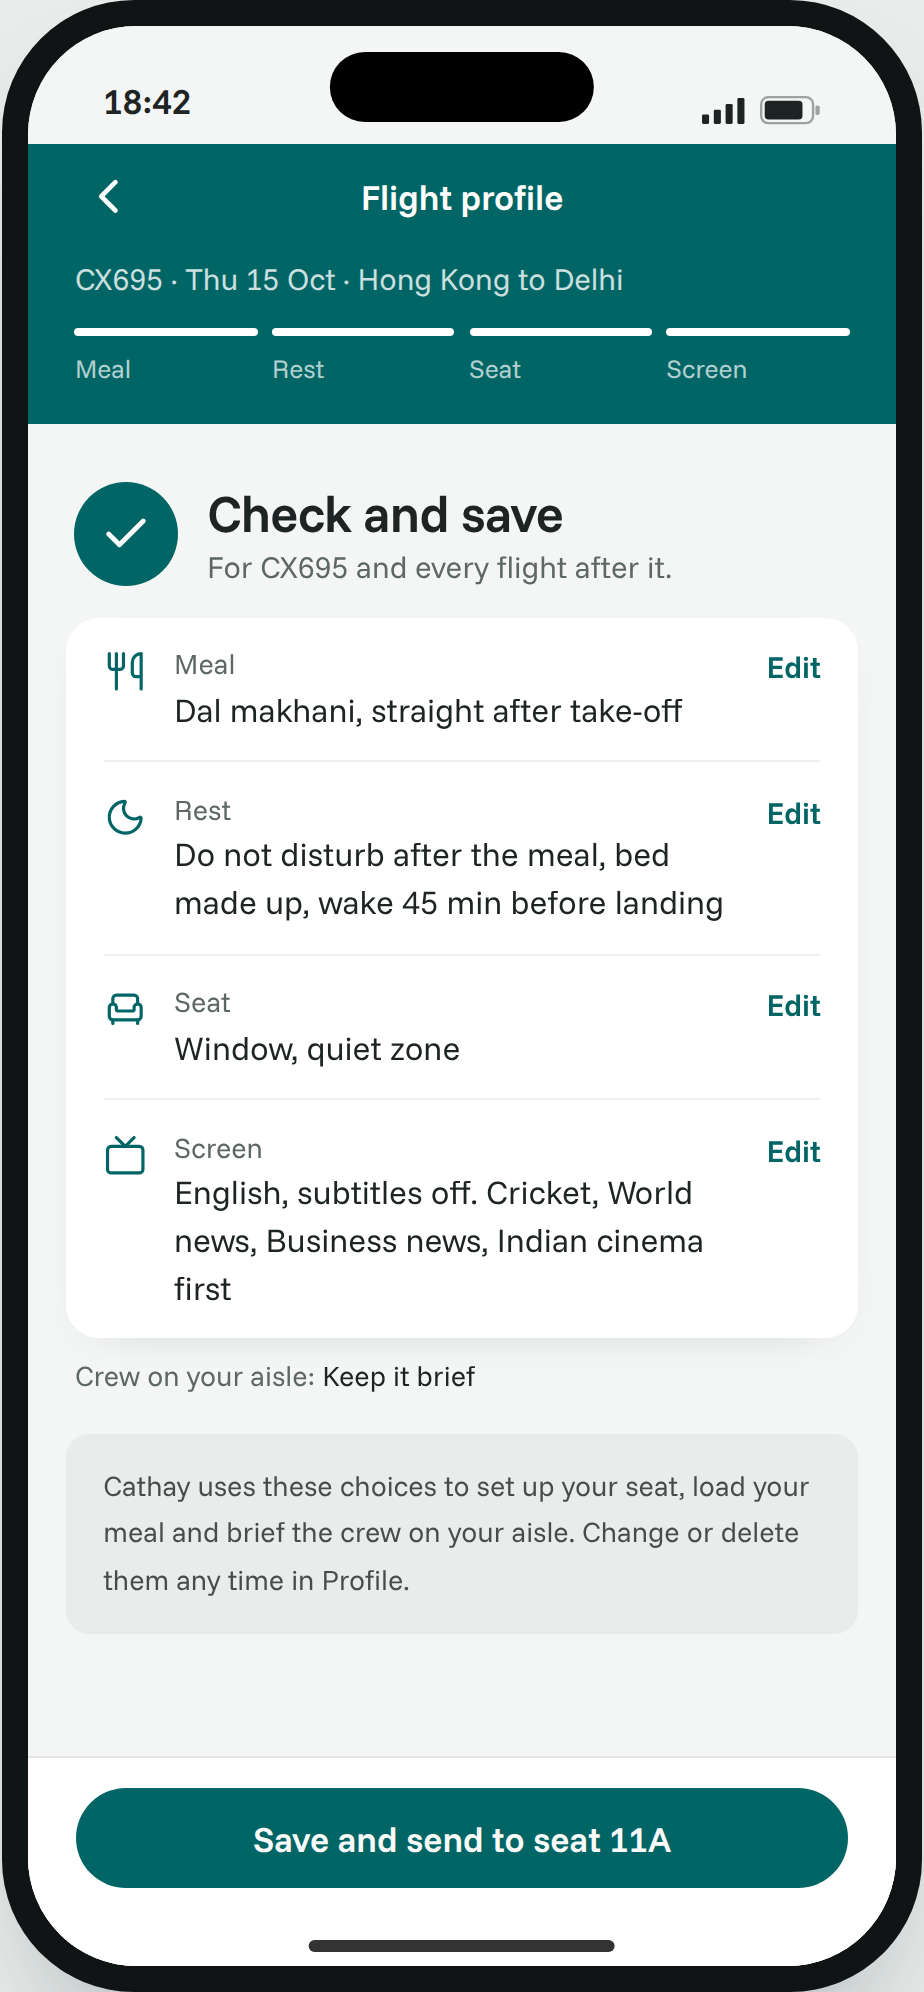 18:42
Flight profile
CX695 · Thu 15 Oct · Hong Kong to Delhi
Meal
Rest
Seat
Screen
Check and save
For CX695 and every flight after it.
Meal
Edit
Dal makhani, straight after take-off
Rest
Edit
Do not disturb after the meal, bed
made up, wake 45 min before landing
Seat
Edit
Window, quiet zone
Screen
Edit
English, subtitles off. Cricket, World
news, Business news, Indian cinema
first
Crew on your aisle: Keep it brief
Cathay uses these choices to set up your seat, load your
meal and brief the crew on your aisle. Change or delete
them any time in Profile.
Save and send to seat 11A